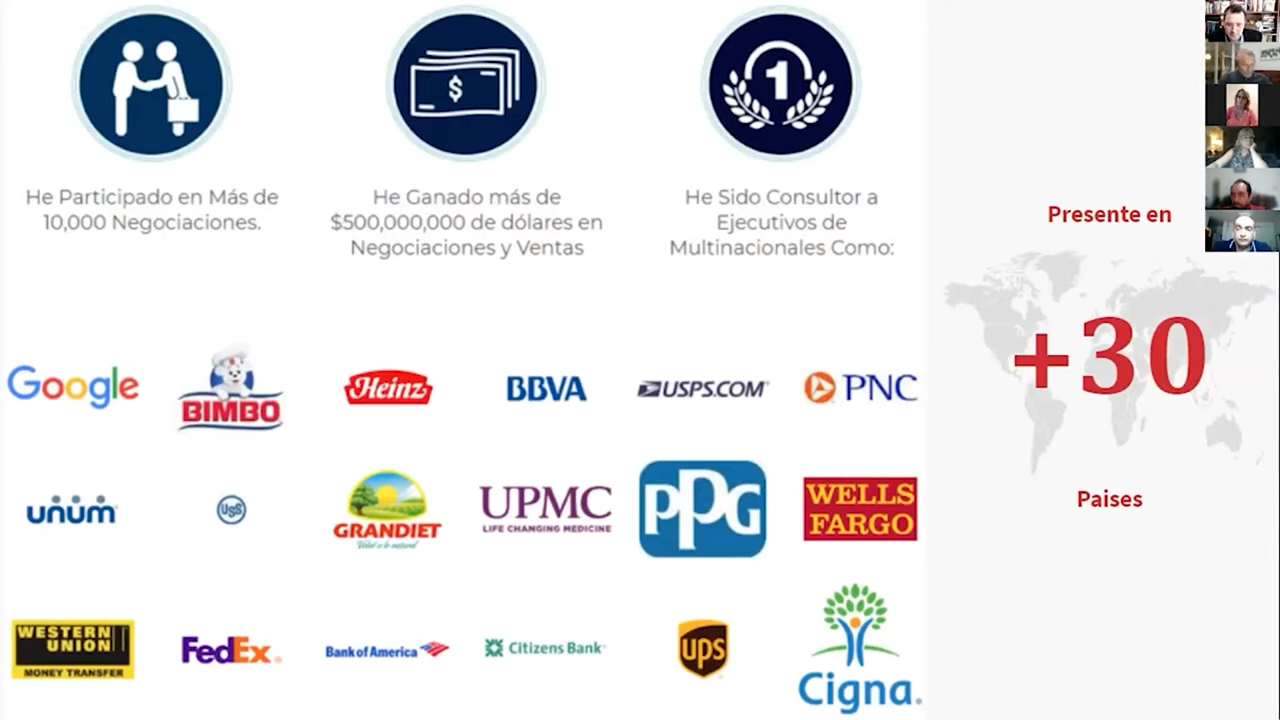 He Participado en Más de
10,000 Negociaciones.
$
He Ganado más de
$500,000,000 de dólares en
Negociaciones y Ventas
1
He Sido Consultor a
Ejecutivos de
Multinacionales Como:
Google
BIMBO
Heinz
BBVA
USPS.COM®
PNC
unum
USS
GRANDIET
UPMC
LIFE CHANGING MEDICINE
PPG
WELLS
FARGO
WESTERN
UNION
MONEY TRANSFER
FedEx®
Bank of America
Citizens Bank®
ups
Cigna®
Presente en
+30
Paises